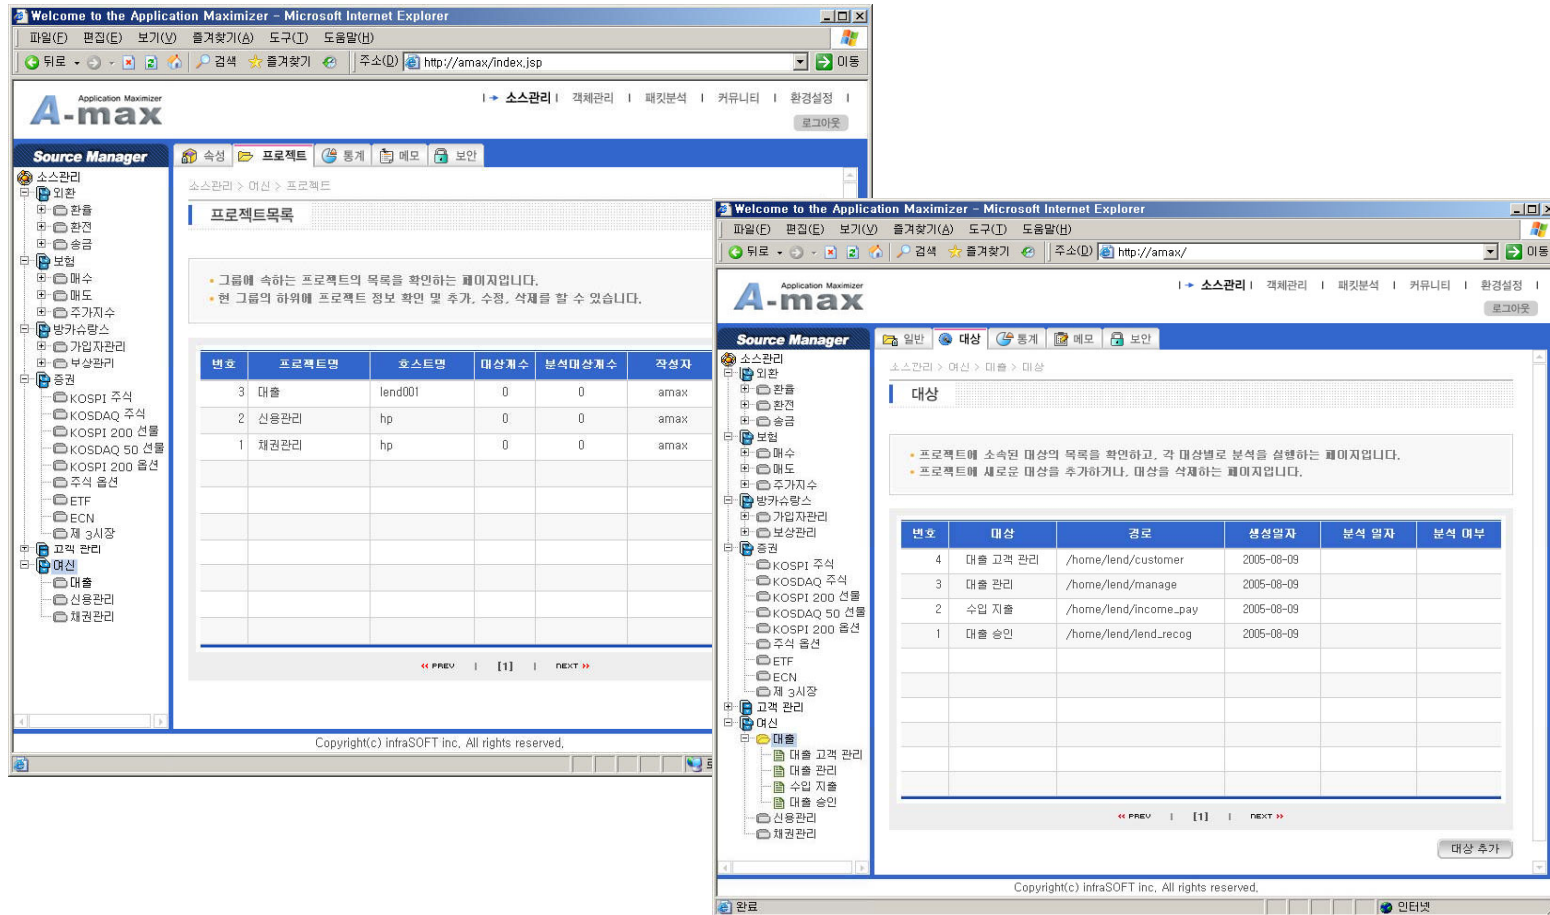 Welcome to the Application Maximizer - Microsoft Internet Explorer
파일(F) 편집(E) 보기(V) 즐겨찾기(A) 도구(T) 도움말(H)
뒤로 검색 즐겨찾기 주소(D) http://amax/index.jsp 이동
Application Maximizer
A-max
소스관리 | 객체관리 | 패킷분석 | 커뮤니티 | 환경설정 |
로그아웃
Source Manager
속성 프로젝트 통계 메모 보안
소스관리
외환
환율
환전
송금
보험
매수
매도
주가지수
방카슈랑스
가입자관리
보상관리
증권
KOSPI 주식
KOSDAQ 주식
KOSPI 200 선물
KOSDAQ 50 선물
KOSPI 200 옵션
주식 옵션
ETF
ECN
제 3시장
고객 관리
여신
대출
신용관리
채권관리
소스관리 > 여신 > 프로젝트
프로젝트목록
• 그룹에 속하는 프로젝트의 목록을 확인하는 페이지입니다.
• 현 그룹의 하위에 프로젝트 정보 확인 및 추가, 수정, 삭제를 할 수 있습니다.
번호 프로젝트명 호스트명 대상개수 분석대상개수 작성자
3 대출 lend001 0 0 amax
2 신용관리 hp 0 0 amax
1 채권관리 hp 0 0 amax
« PREV | [1] | NEXT »
Copyright(c) infraSOFT inc. All rights reserved.
Welcome to the Application Maximizer - Microsoft Internet Explorer
파일(F) 편집(E) 보기(V) 즐겨찾기(A) 도구(T) 도움말(H)
뒤로 검색 즐겨찾기 주소(D) http://amax/ 이동
Application Maximizer
A-max
소스관리 | 객체관리 | 패킷분석 | 커뮤니티 | 환경설정 |
로그아웃
Source Manager
일반 대상 통계 메모 보안
소스관리
외환
환율
환전
송금
보험
매수
매도
주가지수
방카슈랑스
가입자관리
보상관리
증권
KOSPI 주식
KOSDAQ 주식
KOSPI 200 선물
KOSDAQ 50 선물
KOSPI 200 옵션
주식 옵션
ETF
ECN
제 3시장
고객 관리
여신
대출
대출 고객 관리
대출 관리
수입 지출
대출 승인
신용관리
채권관리
소스관리 > 여신 > 대출 > 대상
대상
• 프로젝트에 소속된 대상의 목록을 확인하고, 각 대상별로 분석을 실행하는 페이지입니다.
• 프로젝트에 새로운 대상을 추가하거나, 대상을 삭제하는 페이지입니다.
번호 대상 경로 생성일자 분석 일자 분석 여부
4 대출 고객 관리 /home/lend/customer 2005-08-09
3 대출 관리 /home/lend/manage 2005-08-09
2 수입 지출 /home/lend/income_pay 2005-08-09
1 대출 승인 /home/lend/lend_recog 2005-08-09
« PREV | [1] | NEXT »
대상 추가
Copyright(c) infraSOFT inc. All rights reserved.
완료 인터넷